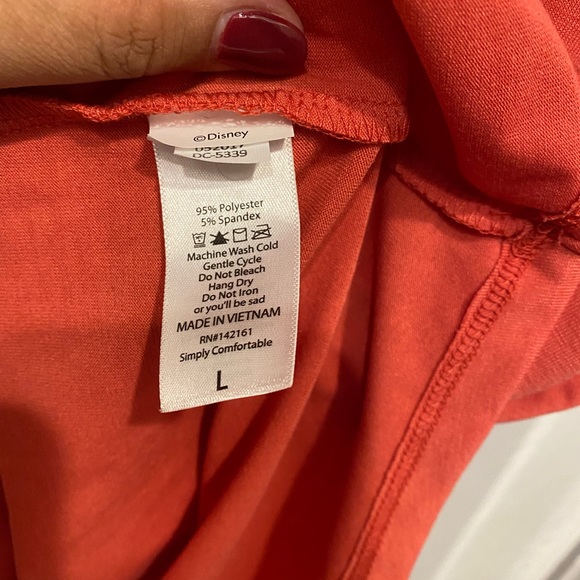 ©Disney
DC-5339
95% Polyester
5% Spandex
Machine Wash Cold
Gentle Cycle
Do Not Bleach
Hang Dry
Do Not Iron
or you'll be sad
MADE IN VIETNAM
RN#142161
Simply Comfortable
L